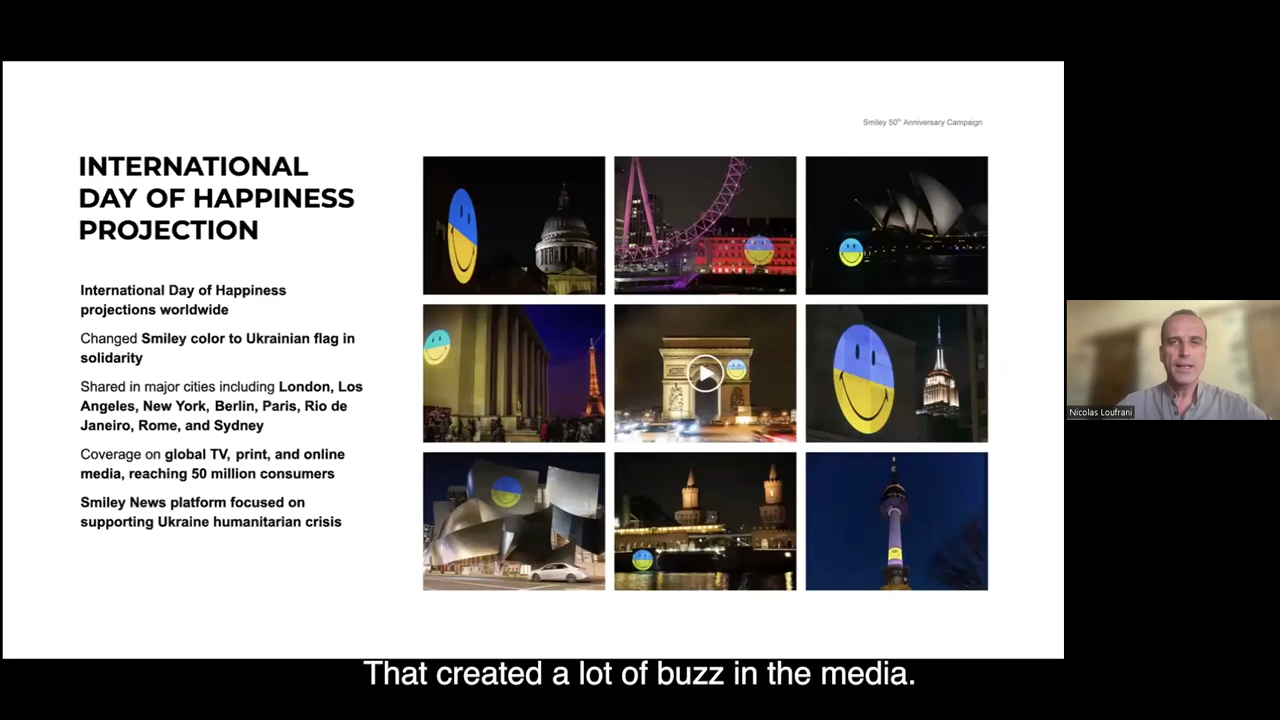 Smiley 50th Anniversary Campaign
INTERNATIONAL
DAY OF HAPPINESS
PROJECTION
International Day of Happiness
projections worldwide
Changed Smiley color to Ukrainian flag in
solidarity
Shared in major cities including London, Los
Angeles, New York, Berlin, Paris, Rio de
Janeiro, Rome, and Sydney
Coverage on global TV, print, and online
media, reaching 50 million consumers
Smiley News platform focused on
supporting Ukraine humanitarian crisis
Nicolas Loufrani
That created a lot of buzz in the media.